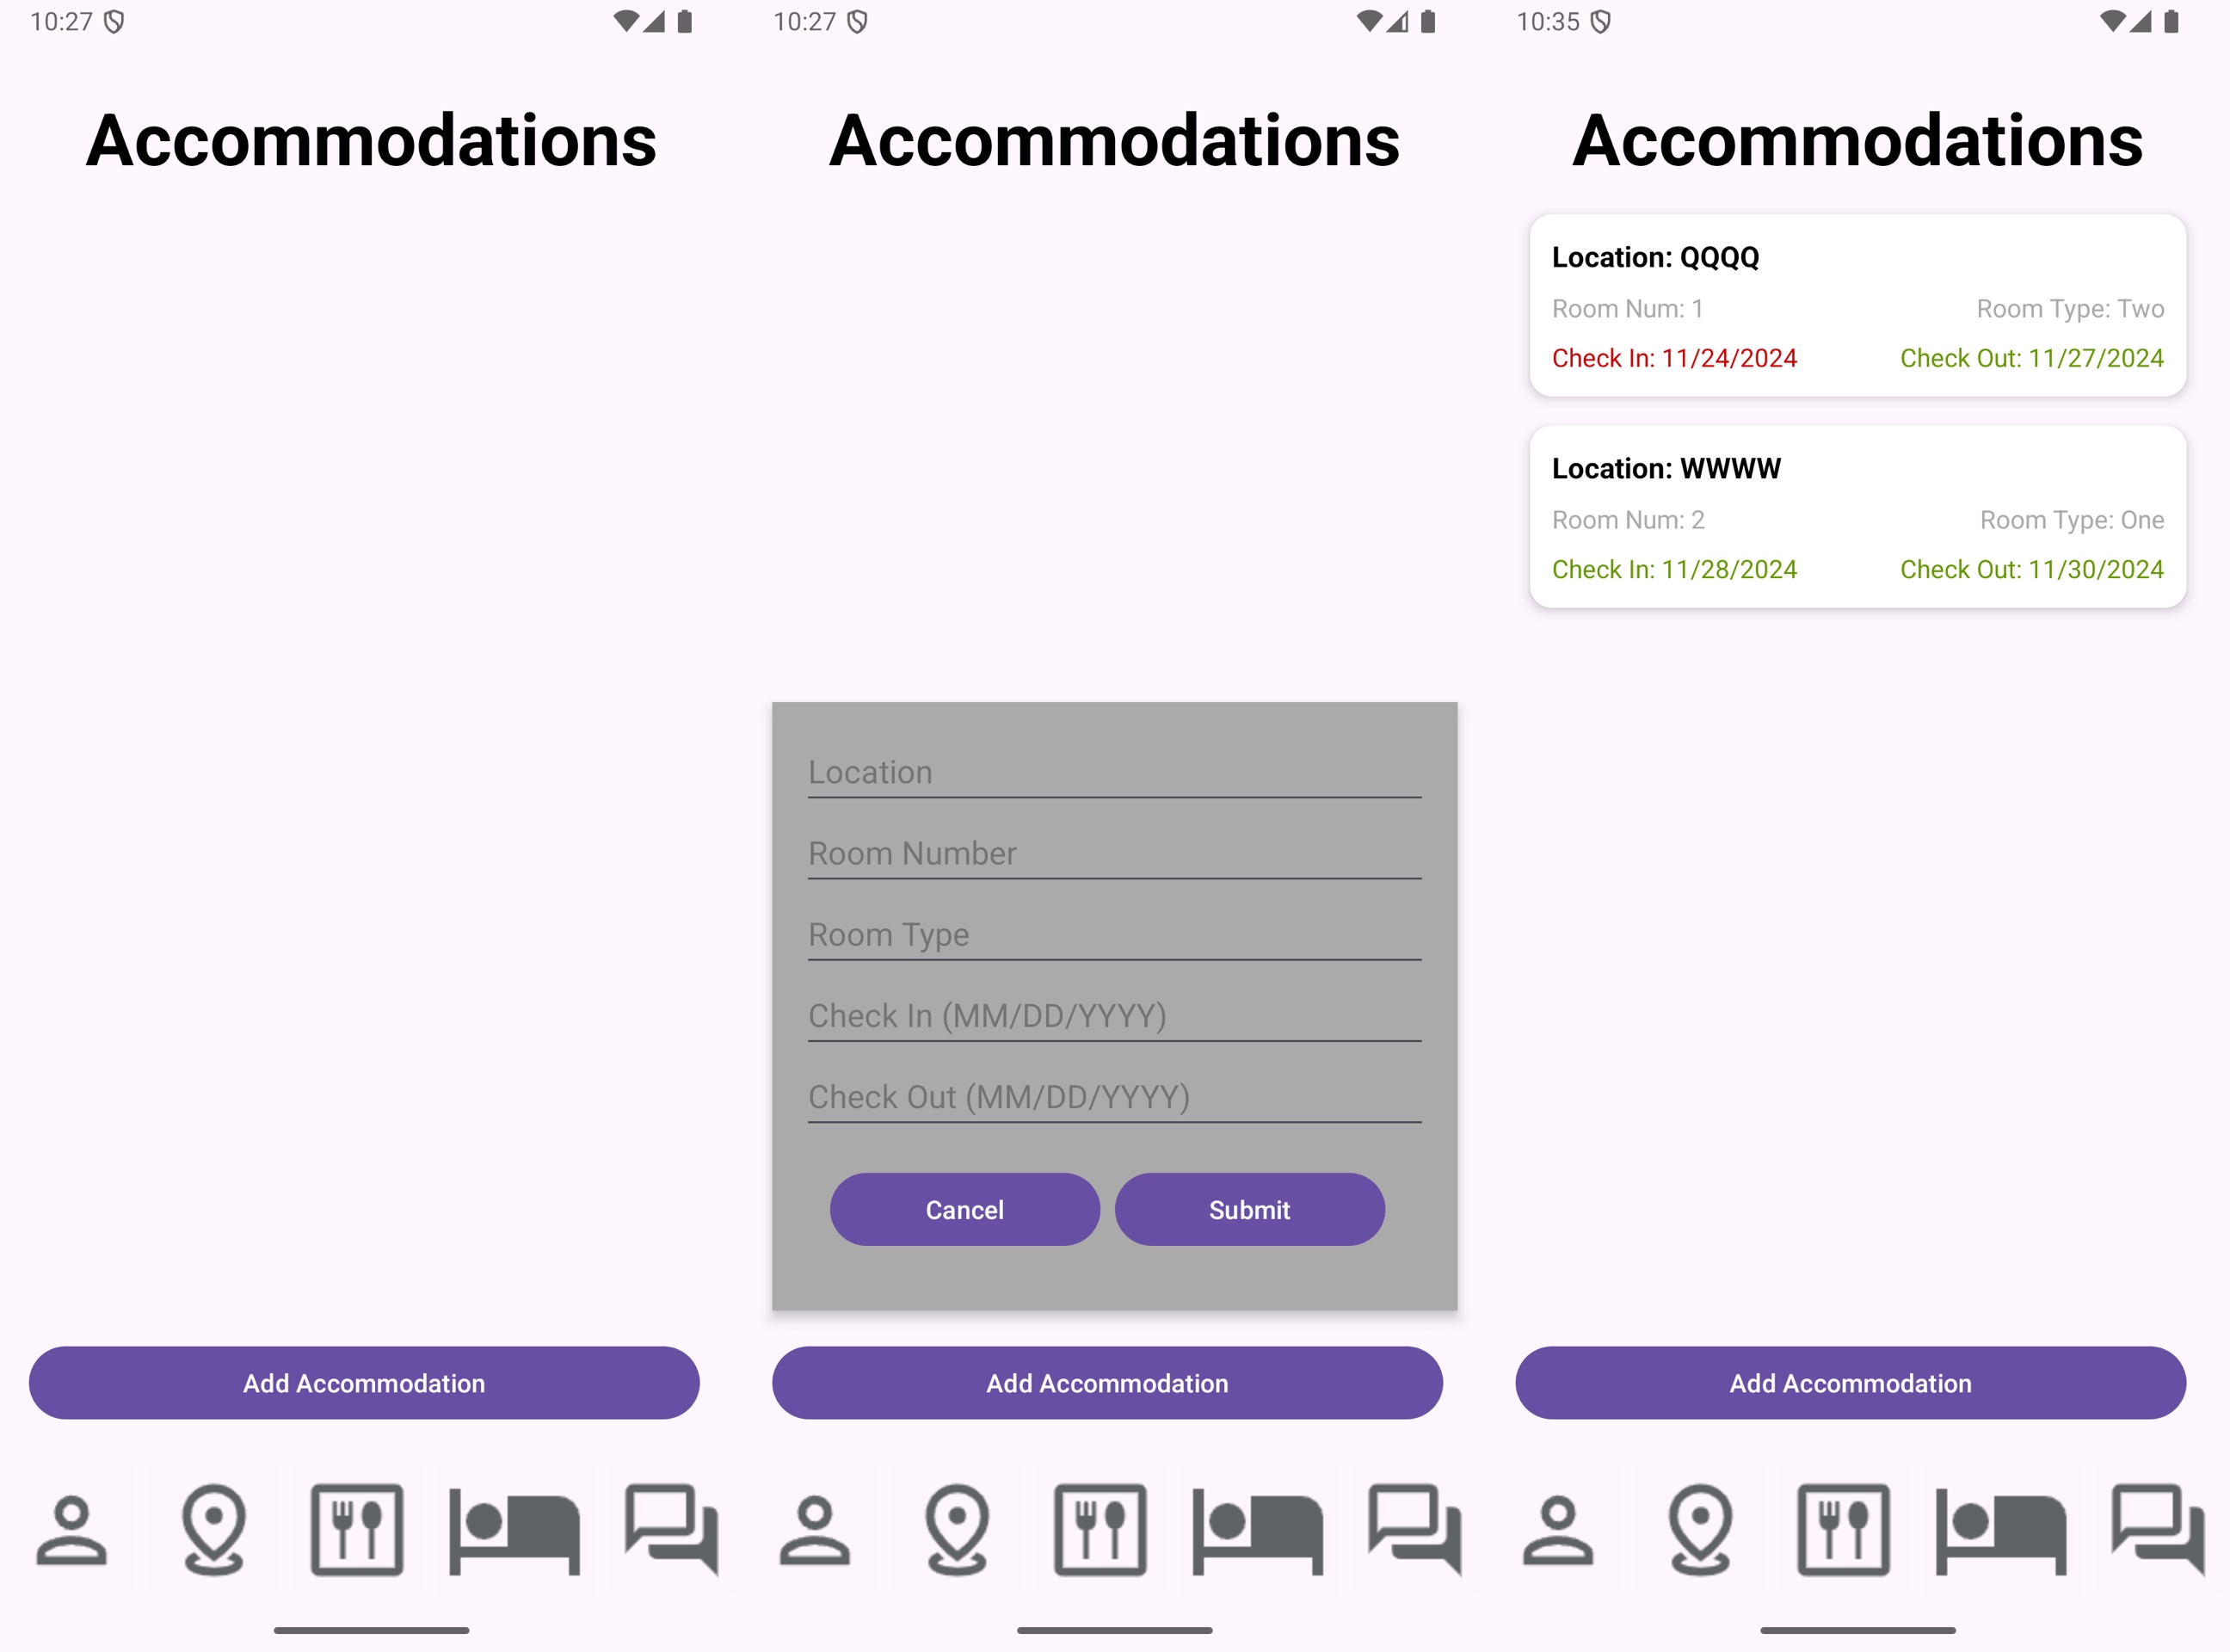 10:27
Accommodations
Add Accommodation
10:27
Accommodations
Location
Room Number
Room Type
Check In (MM/DD/YYYY)
Check Out (MM/DD/YYYY)
Cancel
Submit
Add Accommodation
10:35
Accommodations
Location: QQQQ
Room Num: 1
Room Type: Two
Check In: 11/24/2024
Check Out: 11/27/2024
Location: WWWW
Room Num: 2
Room Type: One
Check In: 11/28/2024
Check Out: 11/30/2024
Add Accommodation